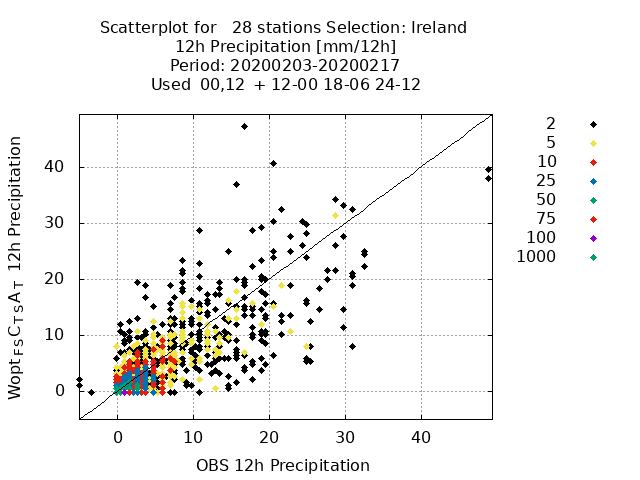 Scatterplot for   28 stations Selection: Ireland
12h Precipitation [mm/12h]
Period: 20200203-20200217
Used  00,12  + 12-00 18-06 24-12
2
5
10
25
50
75
100
1000
40
30
20
10
0
Wopt_FSC_TSA_T 12h Precipitation
0 10 20 30 40
OBS 12h Precipitation